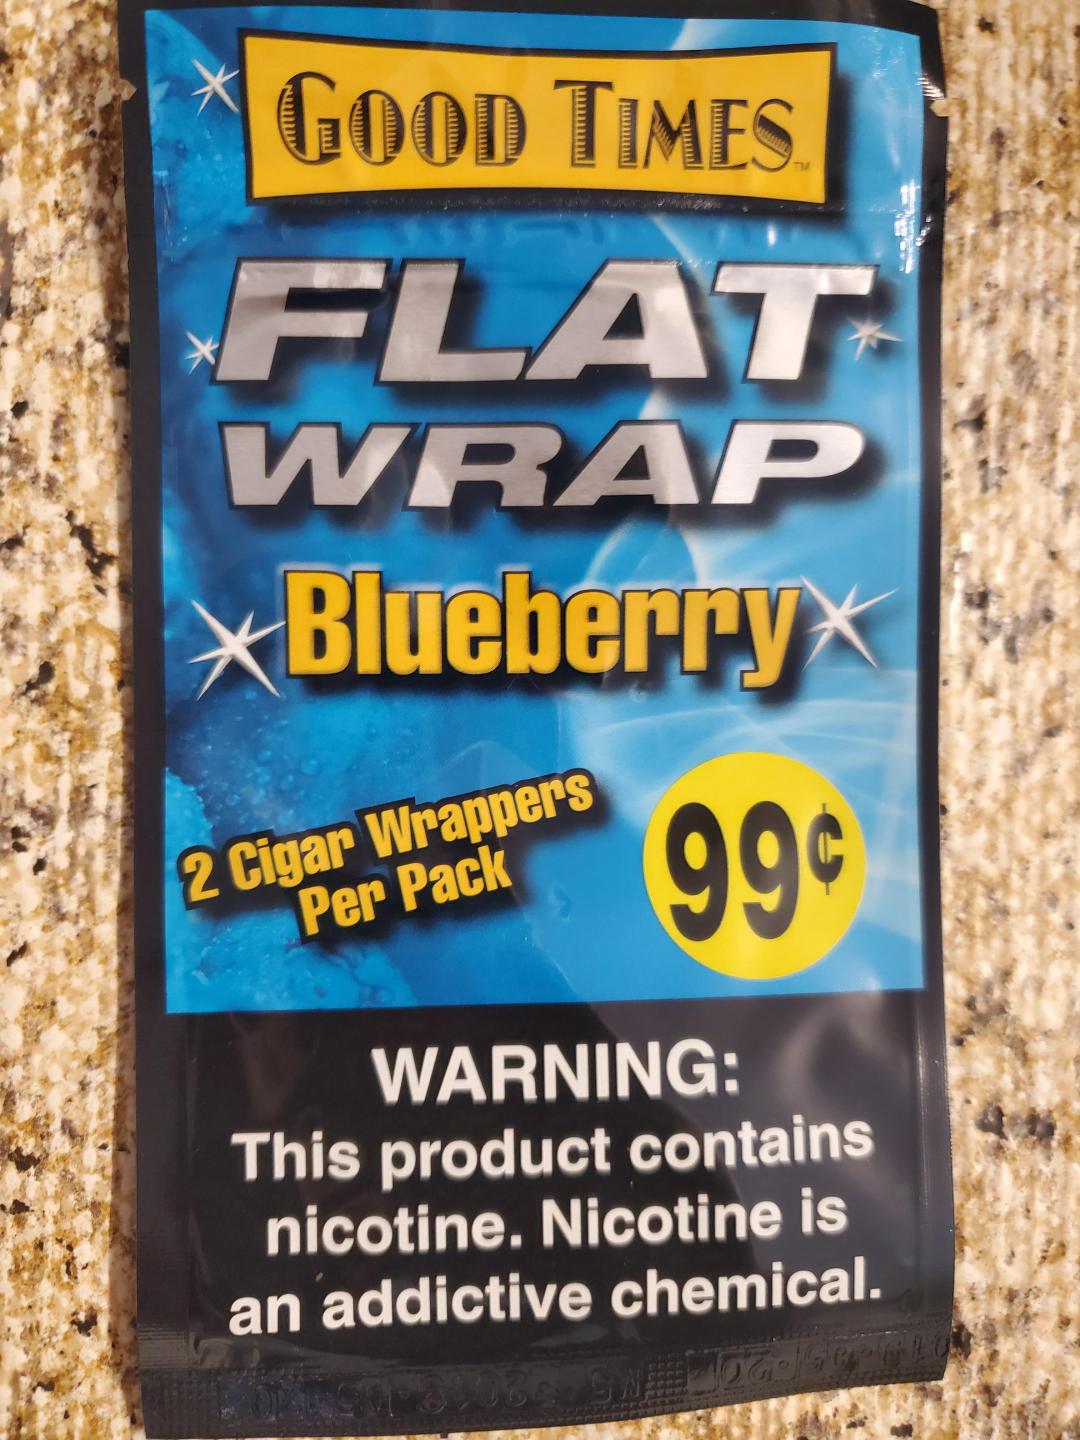 GOOD TIMES™
FLAT
WRAP
Blueberry
2 Cigar Wrappers
Per Pack
99¢
WARNING:
This product contains
nicotine. Nicotine is
an addictive chemical.